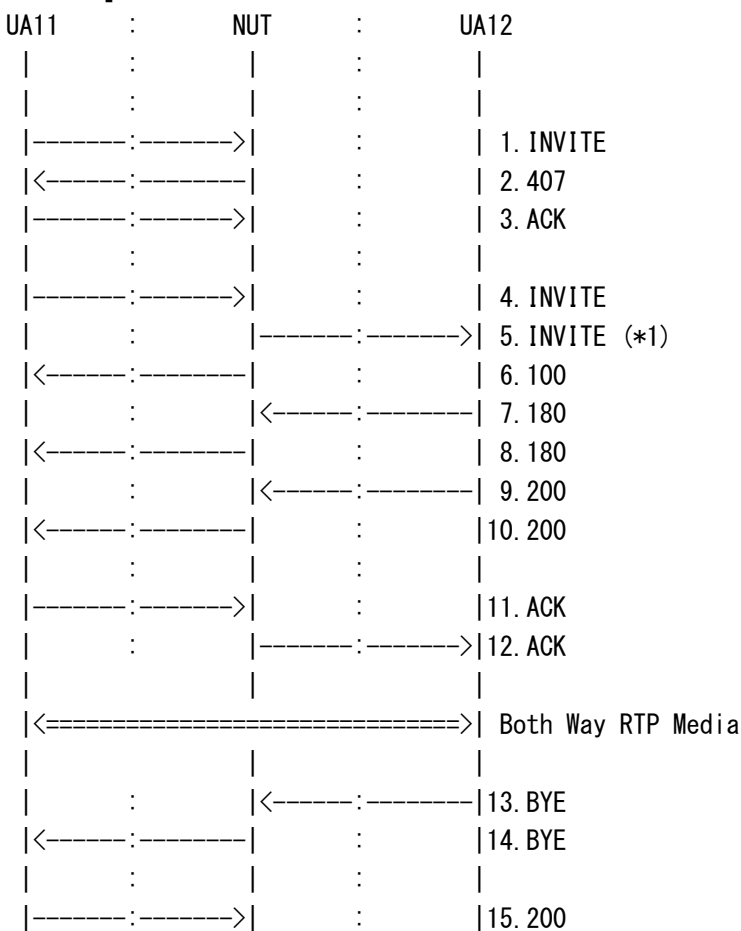 UA11 : NUT : UA12
| : | : |
| : | : |
|------:------->| : | 1. INVITE
|<------:--------| : | 2. 407
|------:------->| : | 3. ACK
| : | : |
|------:------->| : | 4. INVITE
| : |------:------->| 5. INVITE (*1)
|<------:--------| : | 6. 100
| : |<------:--------| 7. 180
|<------:--------| : | 8. 180
| : |<------:--------| 9. 200
|<------:--------| : |10. 200
| : | : |
|------:------->| : |11. ACK
| : |------:------->|12. ACK
| | |
|<============================>| Both Way RTP Media
| | |
| : |<------:--------|13. BYE
|<------:--------| : |14. BYE
| : | : |
|------:------->| : |15. 200